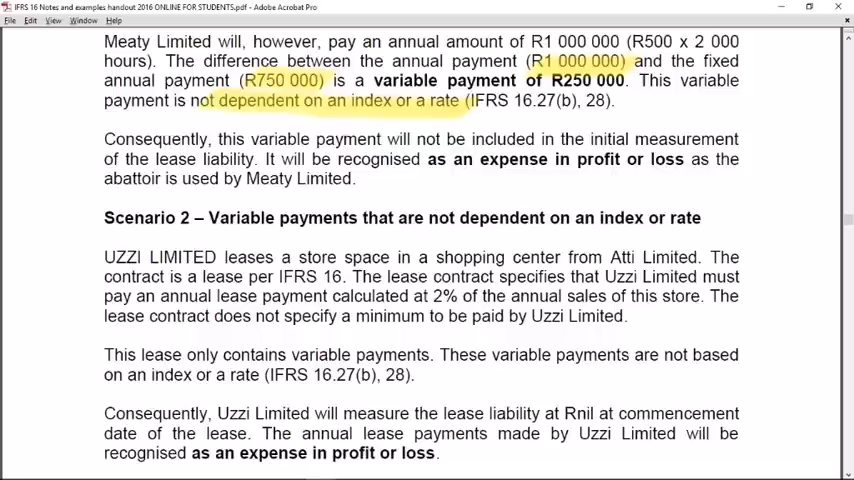 IFRS 16 Notes and examples handout 2016 ONLINE FOR STUDENTS.pdf - Adobe Acrobat Pro
File Edit View Window Help
Meaty Limited will, however, pay an annual amount of R1 000 000 (R500 x 2 000
hours). The difference between the annual payment (R1 000 000) and the fixed
annual payment (R750 000) is a variable payment of R250 000. This variable
payment is not dependent on an index or a rate (IFRS 16.27(b), 28).
Consequently, this variable payment will not be included in the initial measurement
of the lease liability. It will be recognised as an expense in profit or loss as the
abattoir is used by Meaty Limited.
Scenario 2 – Variable payments that are not dependent on an index or rate
UZZI LIMITED leases a store space in a shopping center from Atti Limited. The
contract is a lease per IFRS 16. The lease contract specifies that Uzzi Limited must
pay an annual lease payment calculated at 2% of the annual sales of this store. The
lease contract does not specify a minimum to be paid by Uzzi Limited.
This lease only contains variable payments. These variable payments are not based
on an index or a rate (IFRS 16.27(b), 28).
Consequently, Uzzi Limited will measure the lease liability at Rnil at commencement
date of the lease. The annual lease payments made by Uzzi Limited will be
recognised as an expense in profit or loss.